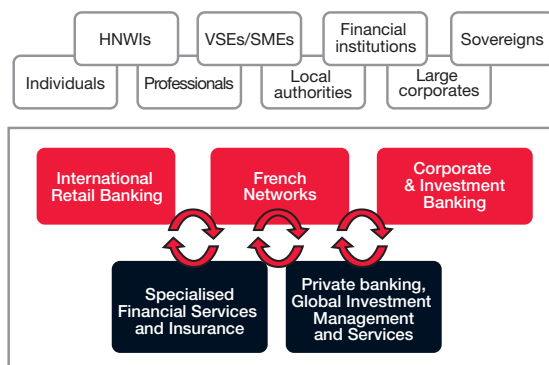 HNWIs
VSEs/SMEs
Financial
institutions
Sovereigns
Individuals
Professionals
Local
authorities
Large
corporates
International
Retail Banking
French
Networks
Corporate
& Investment
Banking
Specialised
Financial Services
and Insurance
Private banking,
Global Investment
Management
and Services